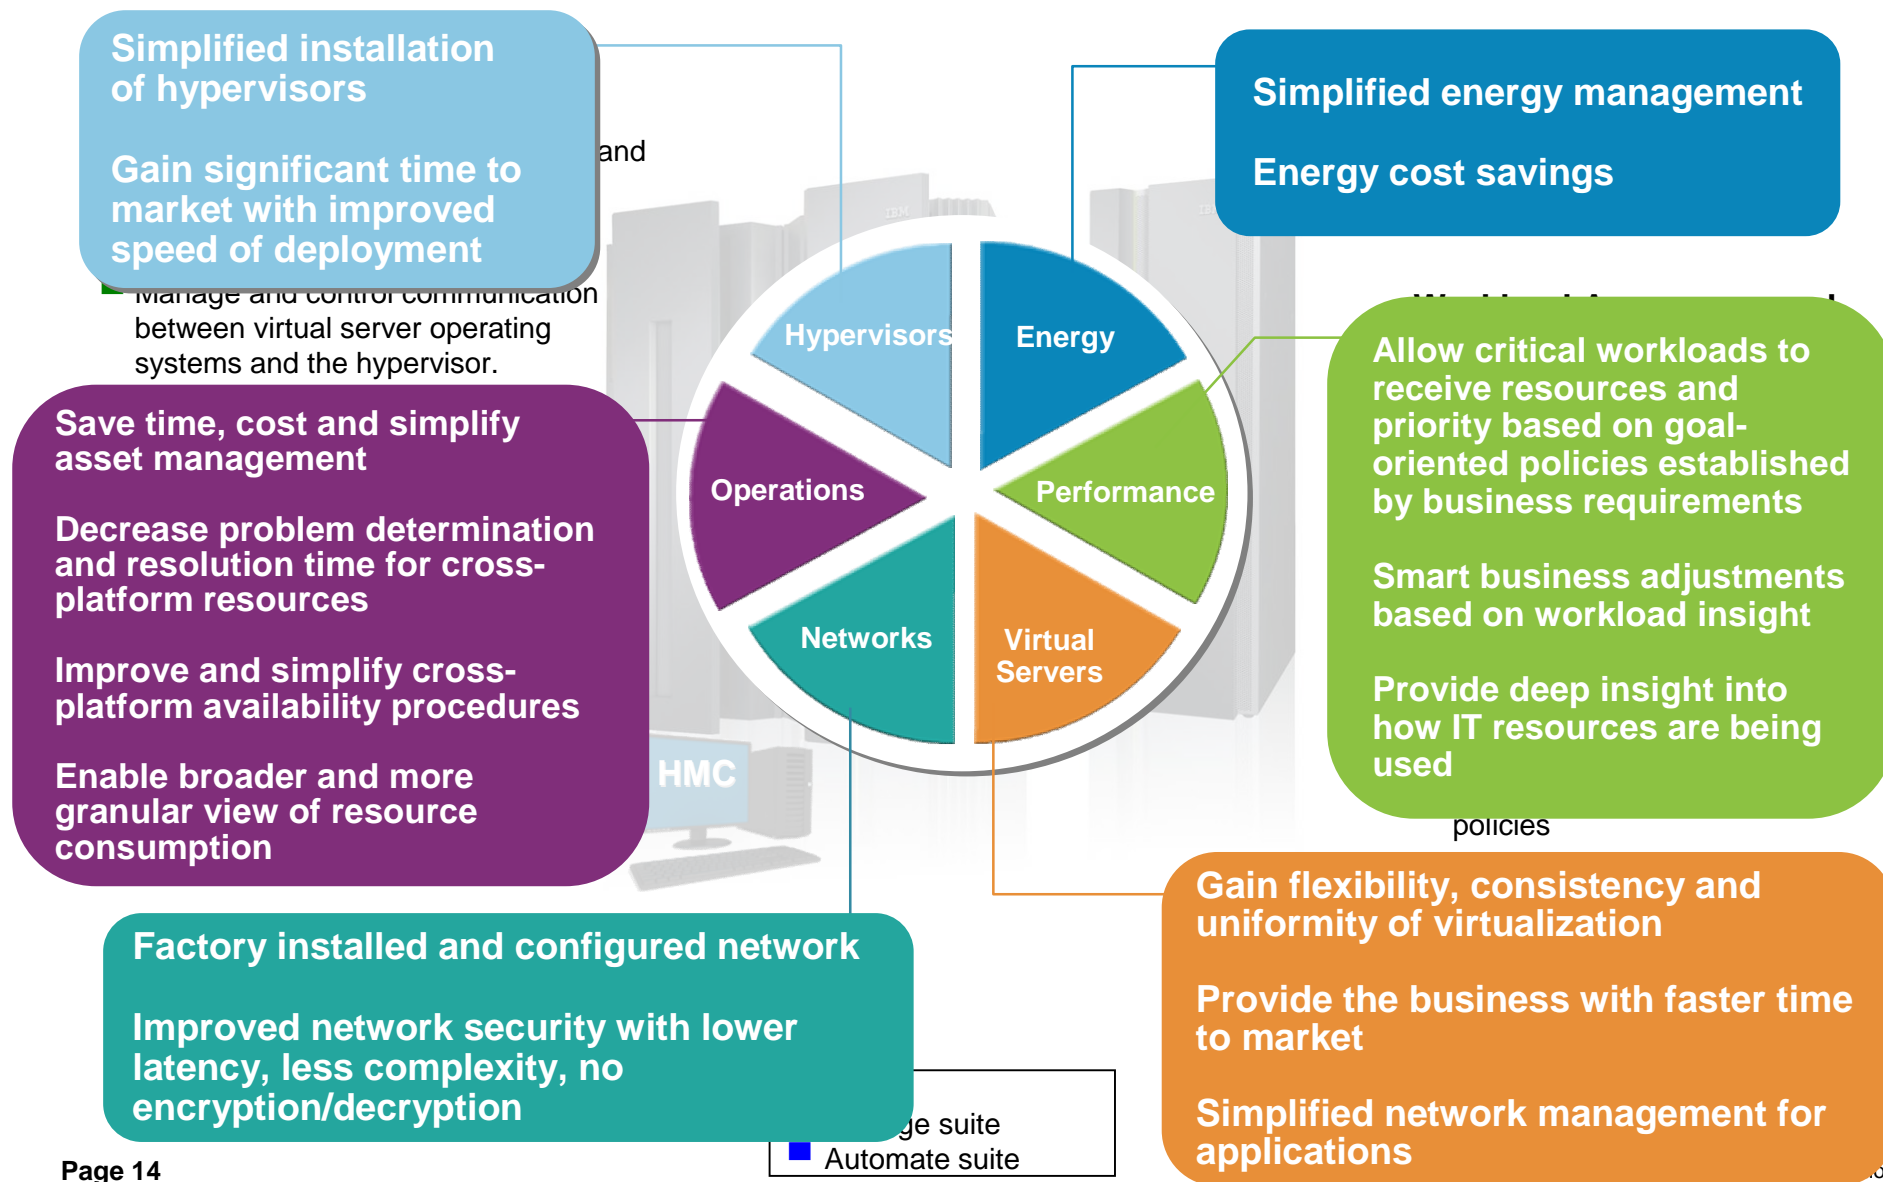 Simplified installation
of hypervisors
Gain significant time to
market with improved
speed of deployment
and
Manage and control communication
between virtual server operating
systems and the hypervisor.
Simplified energy management
Energy cost savings
IBM
Hypervisors
Energy
Operations
Performance
Networks
Virtual
Servers
HMC
Save time, cost and simplify
asset management
Decrease problem determination
and resolution time for cross-
platform resources
Improve and simplify cross-
platform availability procedures
Enable broader and more
granular view of resource
consumption
Allow critical workloads to
receive resources and
priority based on goal-
oriented policies established
by business requirements
Smart business adjustments
based on workload insight
Provide deep insight into
how IT resources are being
used
policies
Factory installed and configured network
Improved network security with lower
latency, less complexity, no
encryption/decryption
Gain flexibility, consistency and
uniformity of virtualization
Provide the business with faster time
to market
Simplified network management for
applications
suite
Automate suite
Page 14